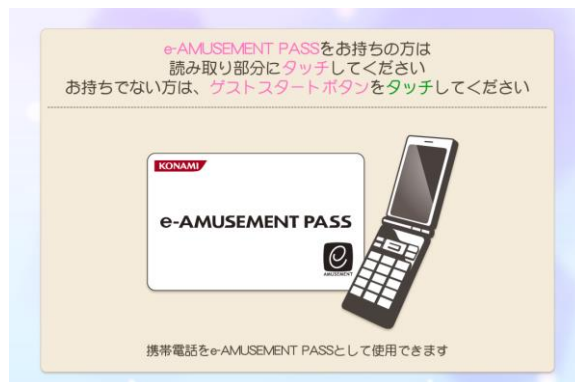 e-AMUSEMENT PASSをお持ちの方は
読み取り部分にタッチしてください
お持ちでない方は、ゲストスタートボタンをタッチしてください
KONAMI
e-AMUSEMENT PASS
e
AMUSEMENT
携帯電話をe-AMUSEMENT PASSとして使用できます